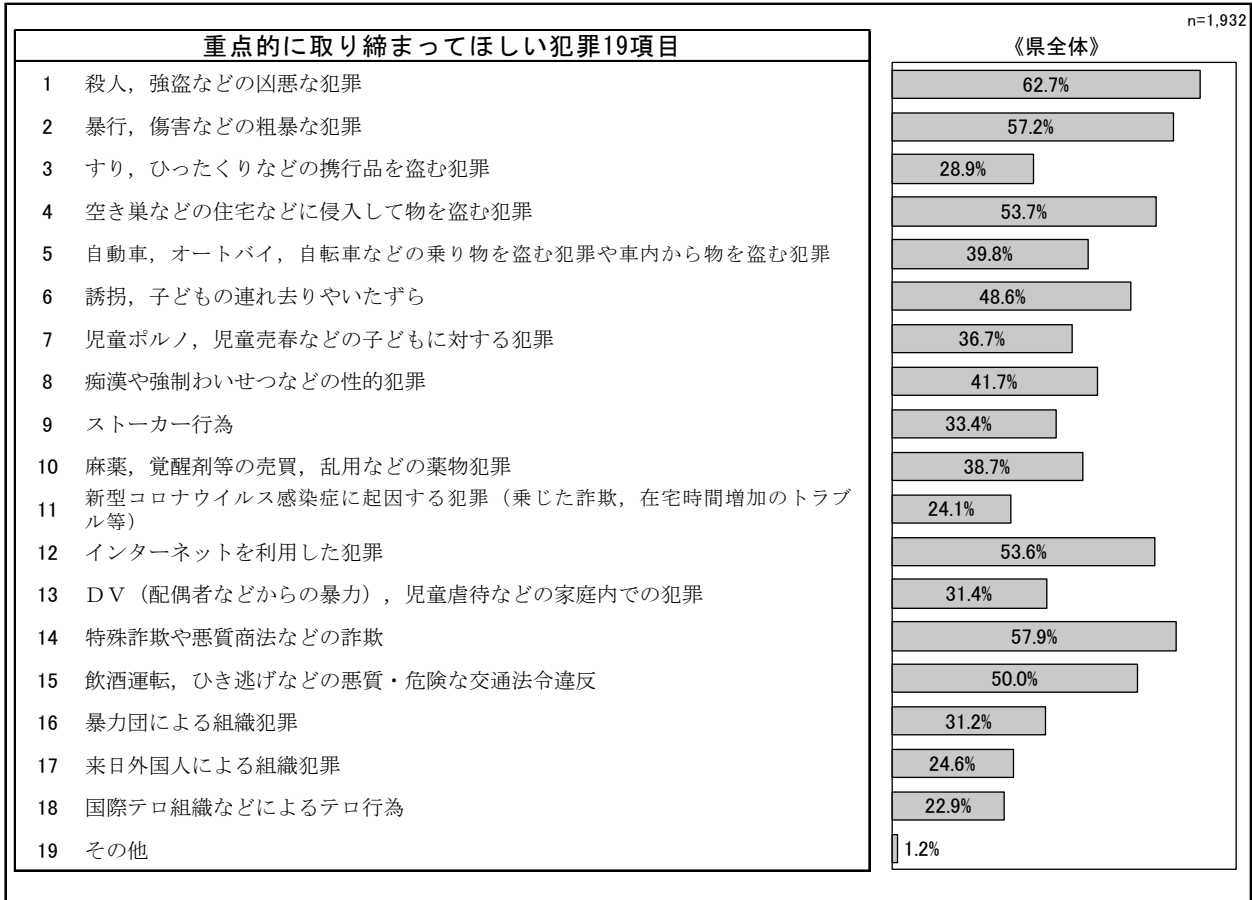 n=1,932
重点的に取り締まってほしい犯罪19項目 《県全体》
1 殺人，強盗などの凶悪な犯罪 62.7%
2 暴行，傷害などの粗暴な犯罪 57.2%
3 すり，ひったくりなどの携行品を盗む犯罪 28.9%
4 空き巣などの住宅などに侵入して物を盗む犯罪 53.7%
5 自動車，オートバイ，自転車などの乗り物を盗む犯罪や車内から物を盗む犯罪 39.8%
6 誘拐，子どもの連れ去りやいたずら 48.6%
7 児童ポルノ，児童売春などの子どもに対する犯罪 36.7%
8 痴漢や強制わいせつなどの性的犯罪 41.7%
9 ストーカー行為 33.4%
10 麻薬，覚醒剤等の売買，乱用などの薬物犯罪 38.7%
11 新型コロナウイルス感染症に起因する犯罪（乗じた詐欺，在宅時間増加のトラブ
ル等） 24.1%
12 インターネットを利用した犯罪 53.6%
13 ＤＶ（配偶者などからの暴力），児童虐待などの家庭内での犯罪 31.4%
14 特殊詐欺や悪質商法などの詐欺 57.9%
15 飲酒運転，ひき逃げなどの悪質・危険な交通法令違反 50.0%
16 暴力団による組織犯罪 31.2%
17 来日外国人による組織犯罪 24.6%
18 国際テロ組織などによるテロ行為 22.9%
19 その他 1.2%